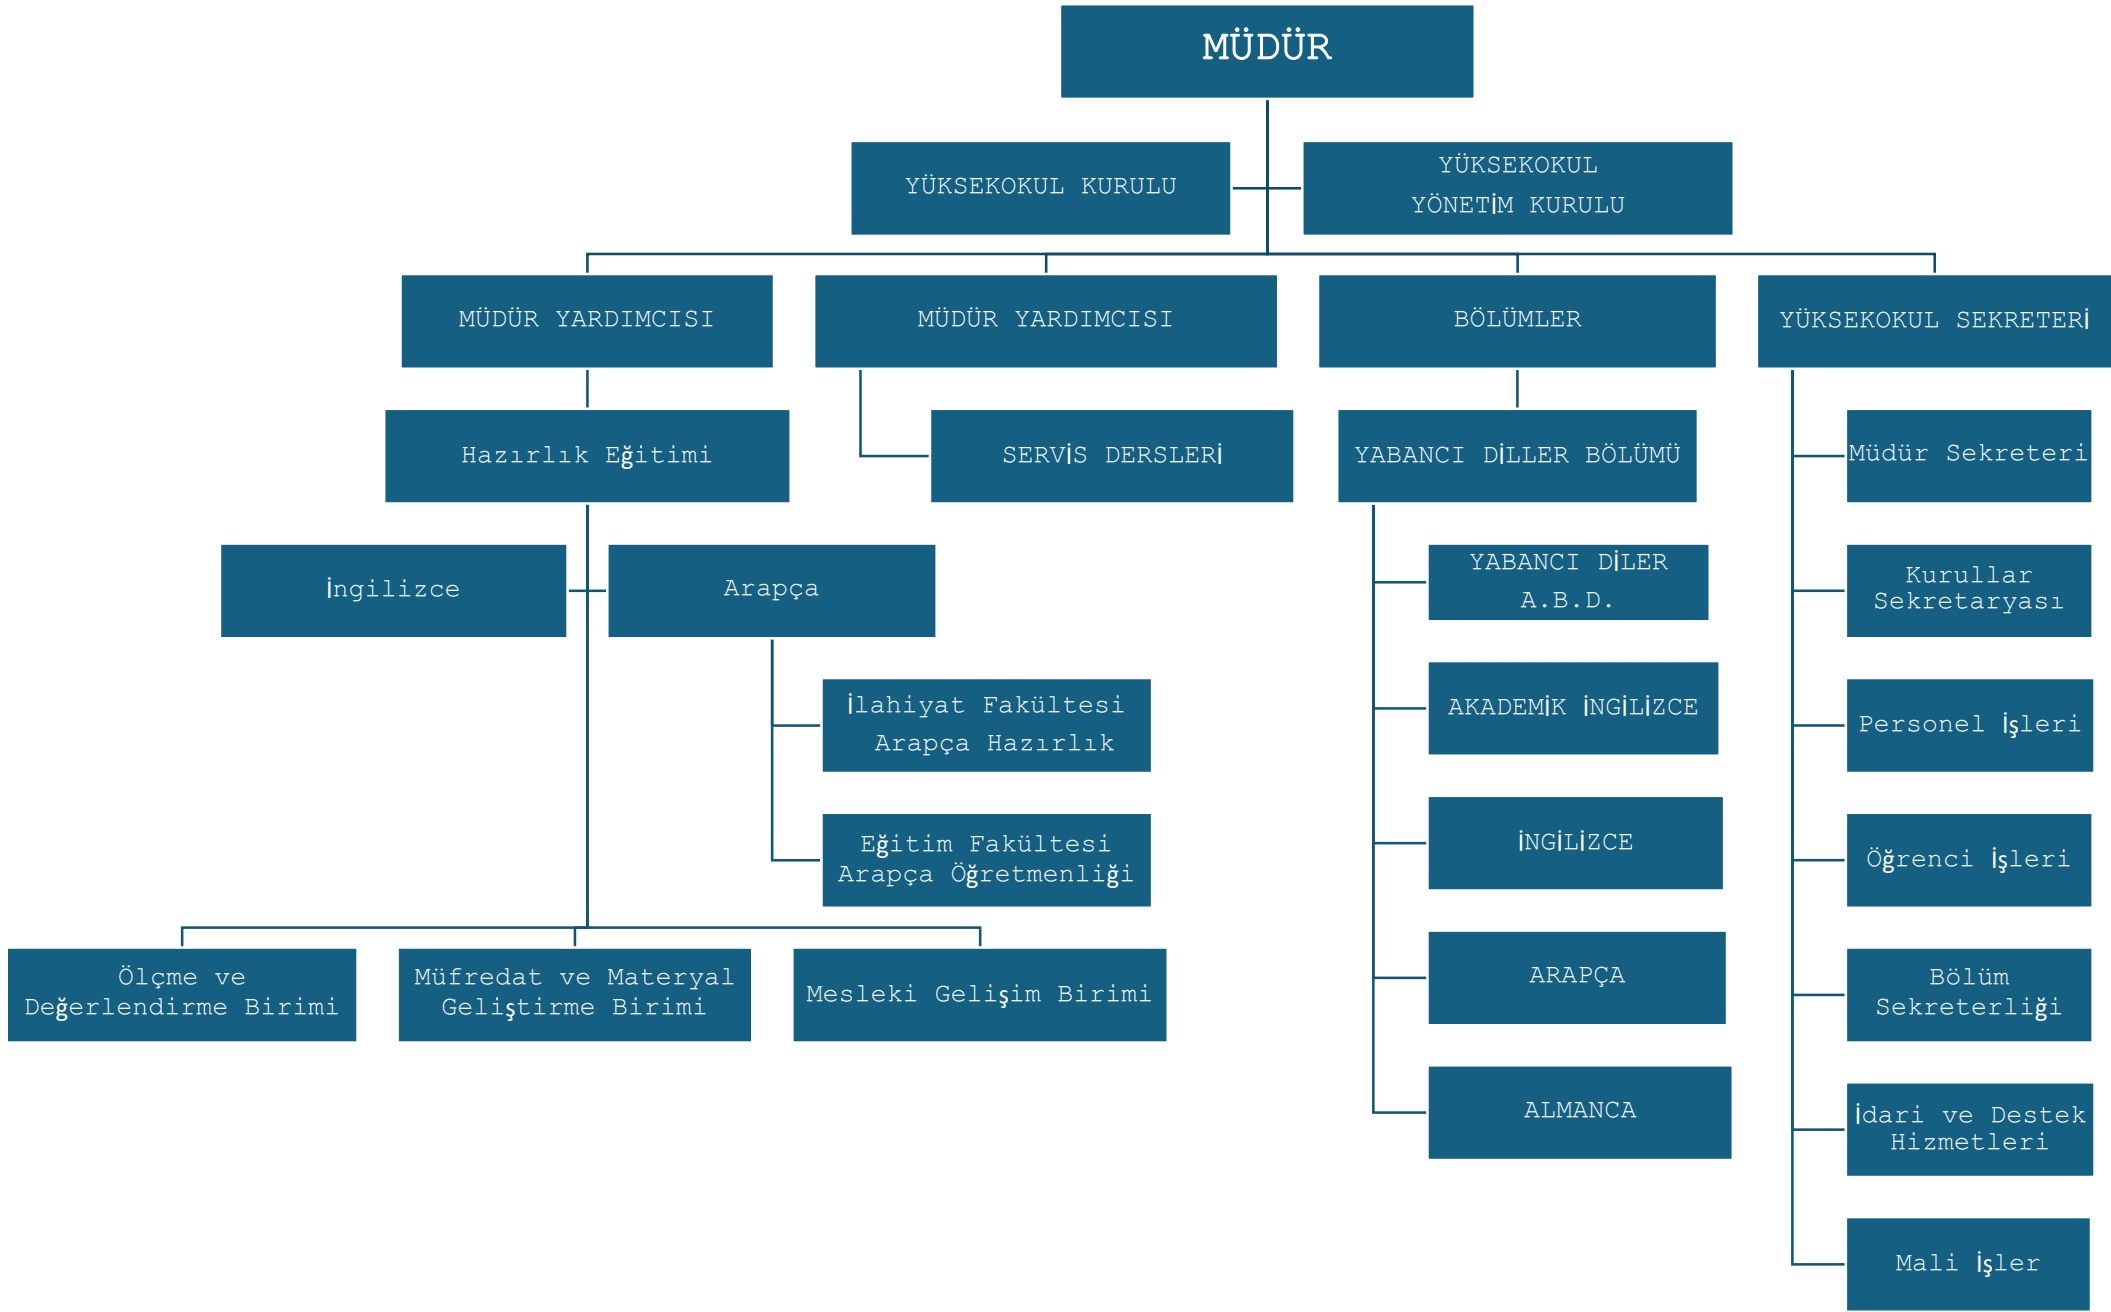 MÜDÜR
YÜKSEKOKUL KURULU
YÜKSEKOKUL
YÖNETİM KURULU
MÜDÜR YARDIMCISI
MÜDÜR YARDIMCISI
BÖLÜMLER
YÜKSEKOKUL SEKRETERİ
Hazırlık Eğitimi
SERVİS DERSLERİ
YABANCI DİLLER BÖLÜMÜ
Müdür Sekreteri
İngilizce
Arapça
YABANCI DİLER
A.B.D.
Kurullar
Sekretaryası
İlahiyat Fakültesi
Arapça Hazırlık
AKADEMİK İNGİLİZCE
Personel İşleri
Eğitim Fakültesi
Arapça Öğretmenliği
İNGİLİZCE
Öğrenci İşleri
Ölçme ve
Değerlendirme Birimi
Müfredat ve Materyal
Geliştirme Birimi
Mesleki Gelişim Birimi
ARAPÇA
Bölüm
Sekreterliği
ALMANCA
İdari ve Destek
Hizmetleri
Mali İşler